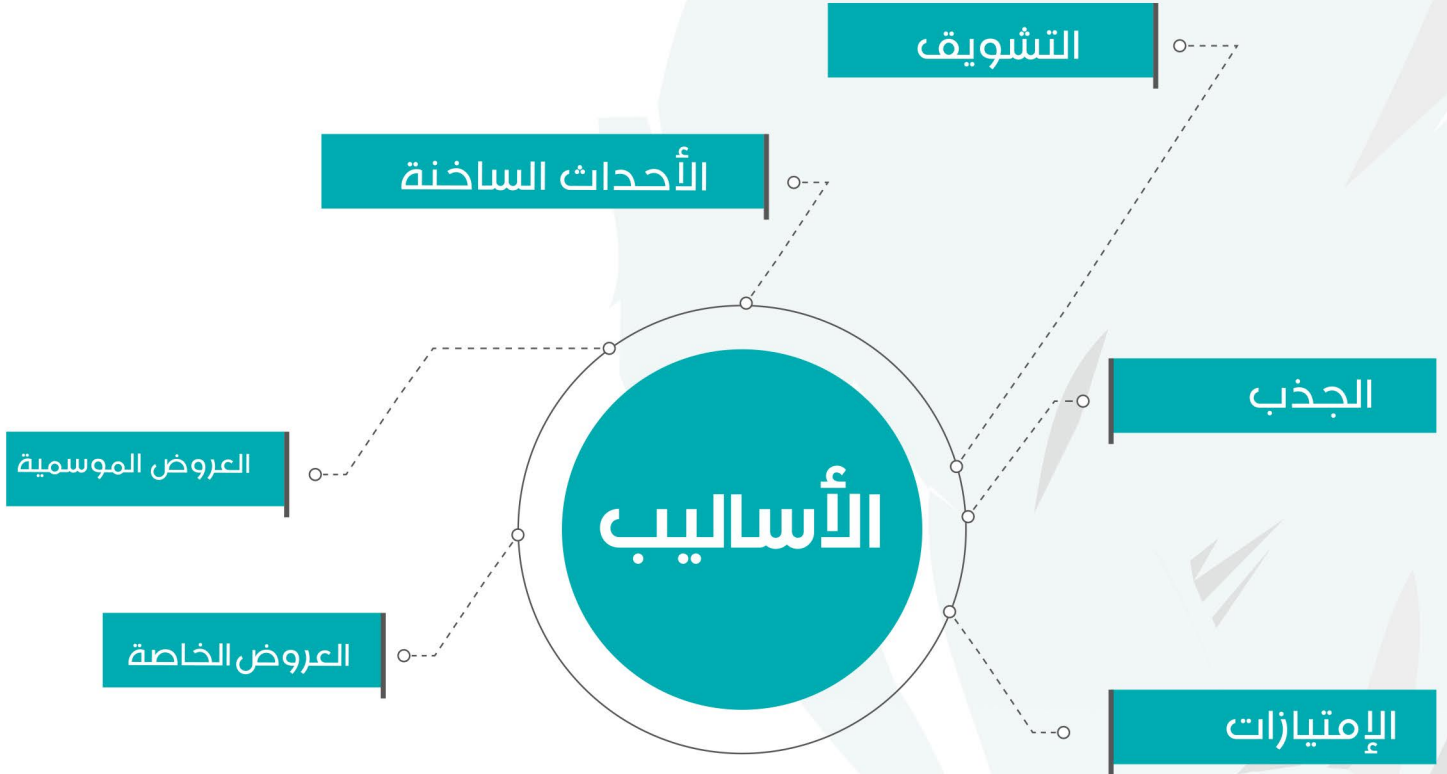 التشويق
الأحداث الساخنة
الجذب
العروض الموسمية
الأساليب
العروض الخاصة
الإمتيازات